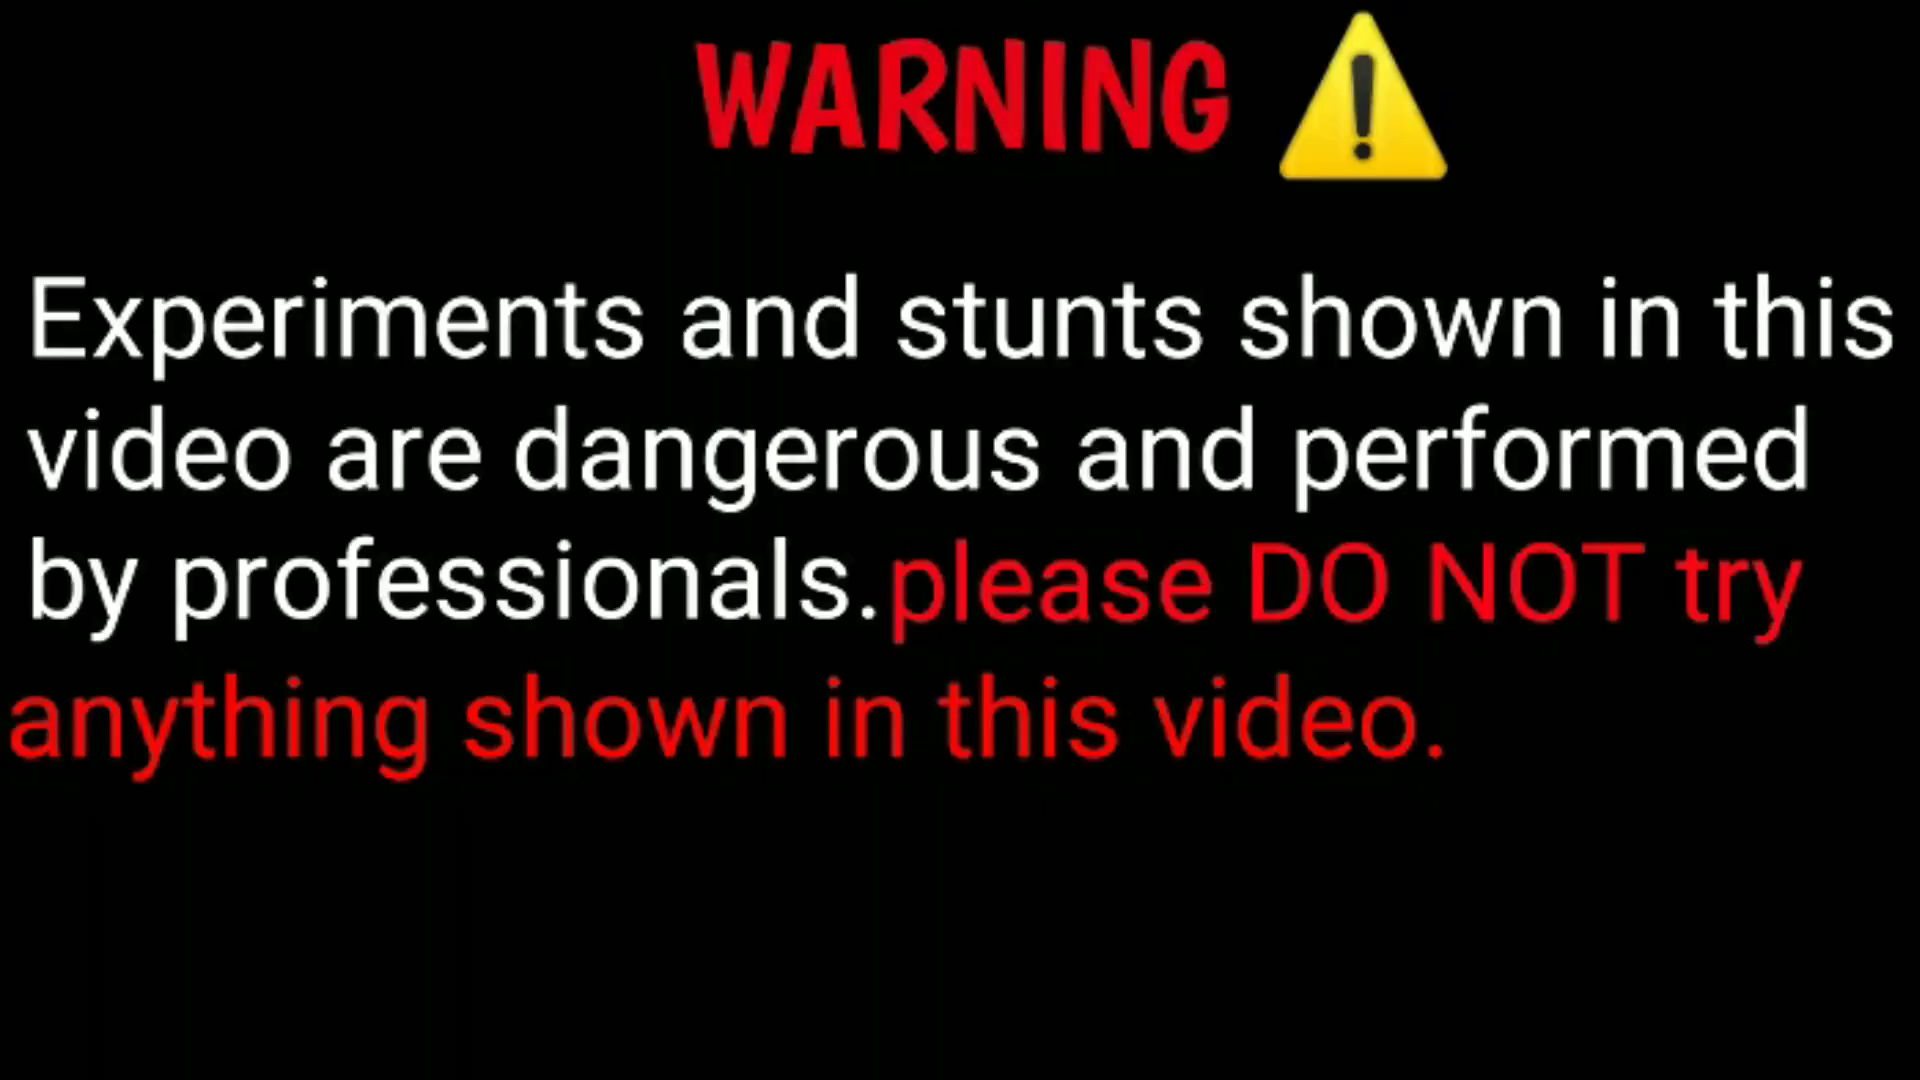 WARNING ⚠️
Experiments and stunts shown in this
video are dangerous and performed
by professionals.please DO NOT try
anything shown in this video.